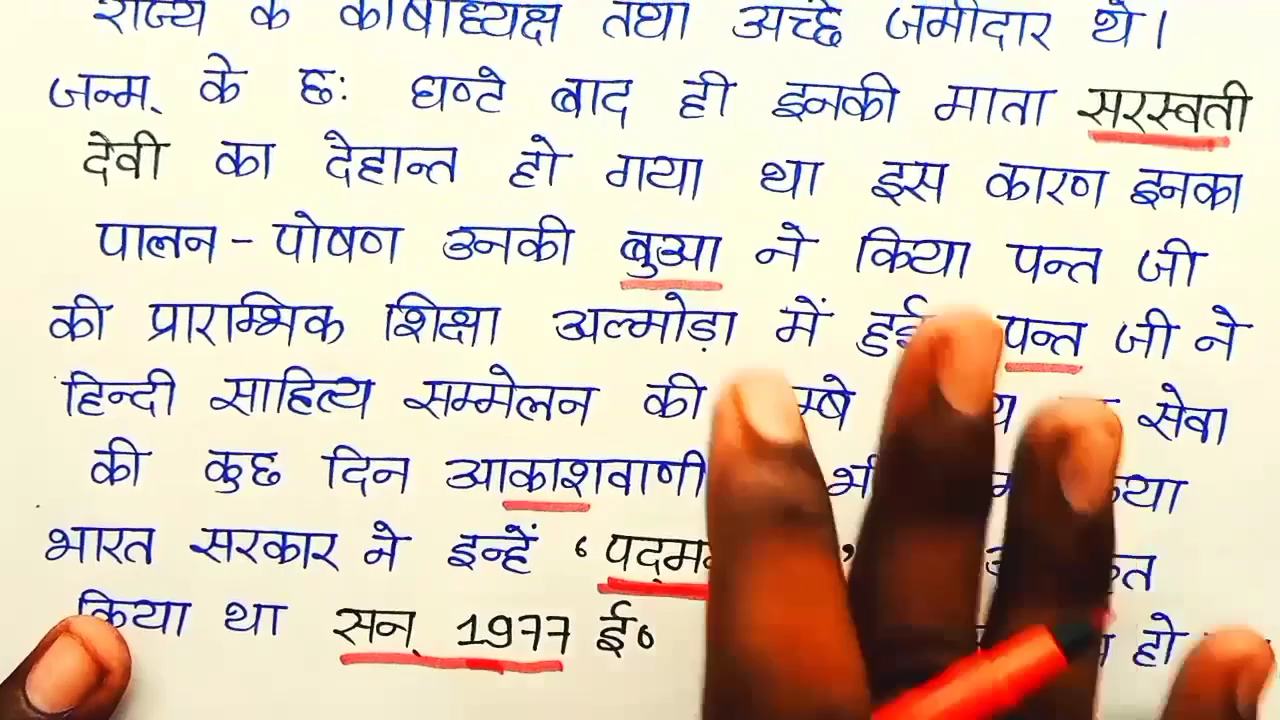 राज्य के कोषाध्यक्ष तथा अच्छे जमींदार थे।
जन्म के छः घण्टे बाद ही इनकी माता सरस्वती
देवी का देहान्त हो गया था इस कारण इनका
पालन - पोषण उनकी बुआ ने किया पन्त जी
की प्रारम्भिक शिक्षा अल्मोड़ा में हुई पन्त जी ने
हिन्दी साहित्य सम्मेलन की सेवा
की कुछ दिन आकाशवाणी
भारत सरकार ने इन्हें
किया था सन् 1977 ई० हो